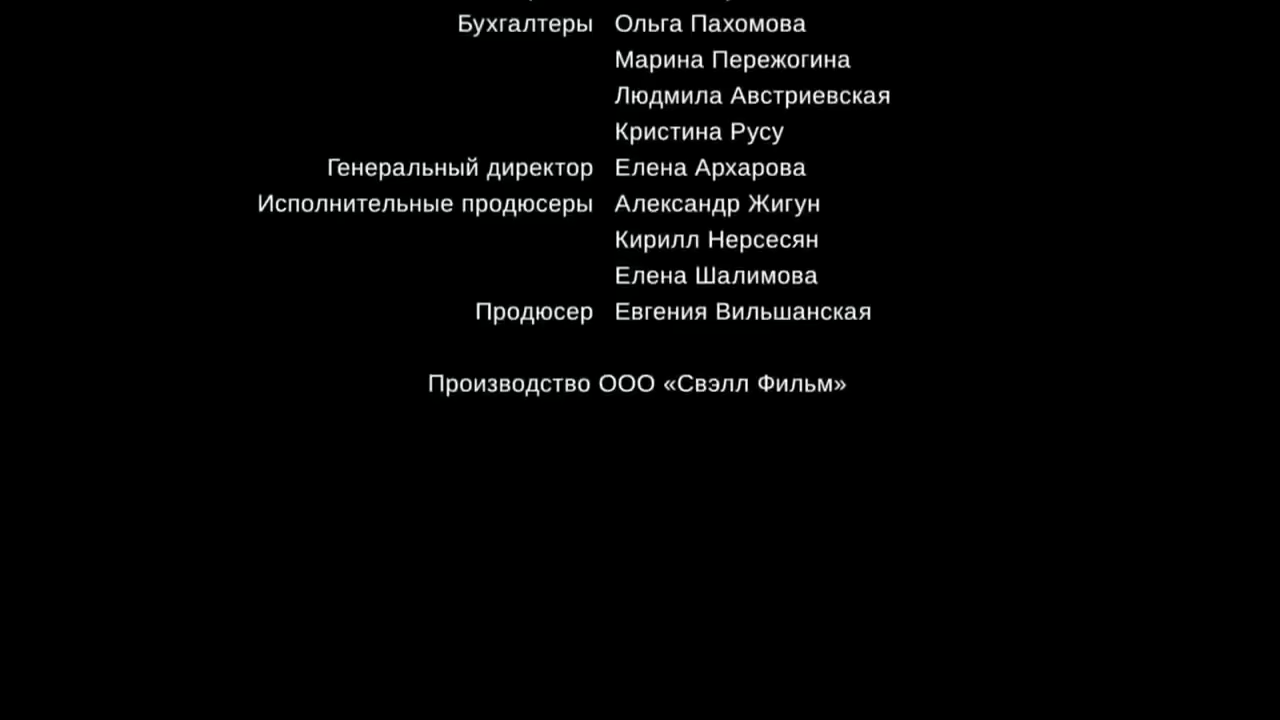 Бухгалтеры Ольга Пахомова
Марина Пережогина
Людмила Австриевская
Кристина Русу
Генеральный директор Елена Архарова
Исполнительные продюсеры Александр Жигун
Кирилл Нерсесян
Елена Шалимова
Продюсер Евгения Вильшанская
Производство ООО «Свэлл Фильм»